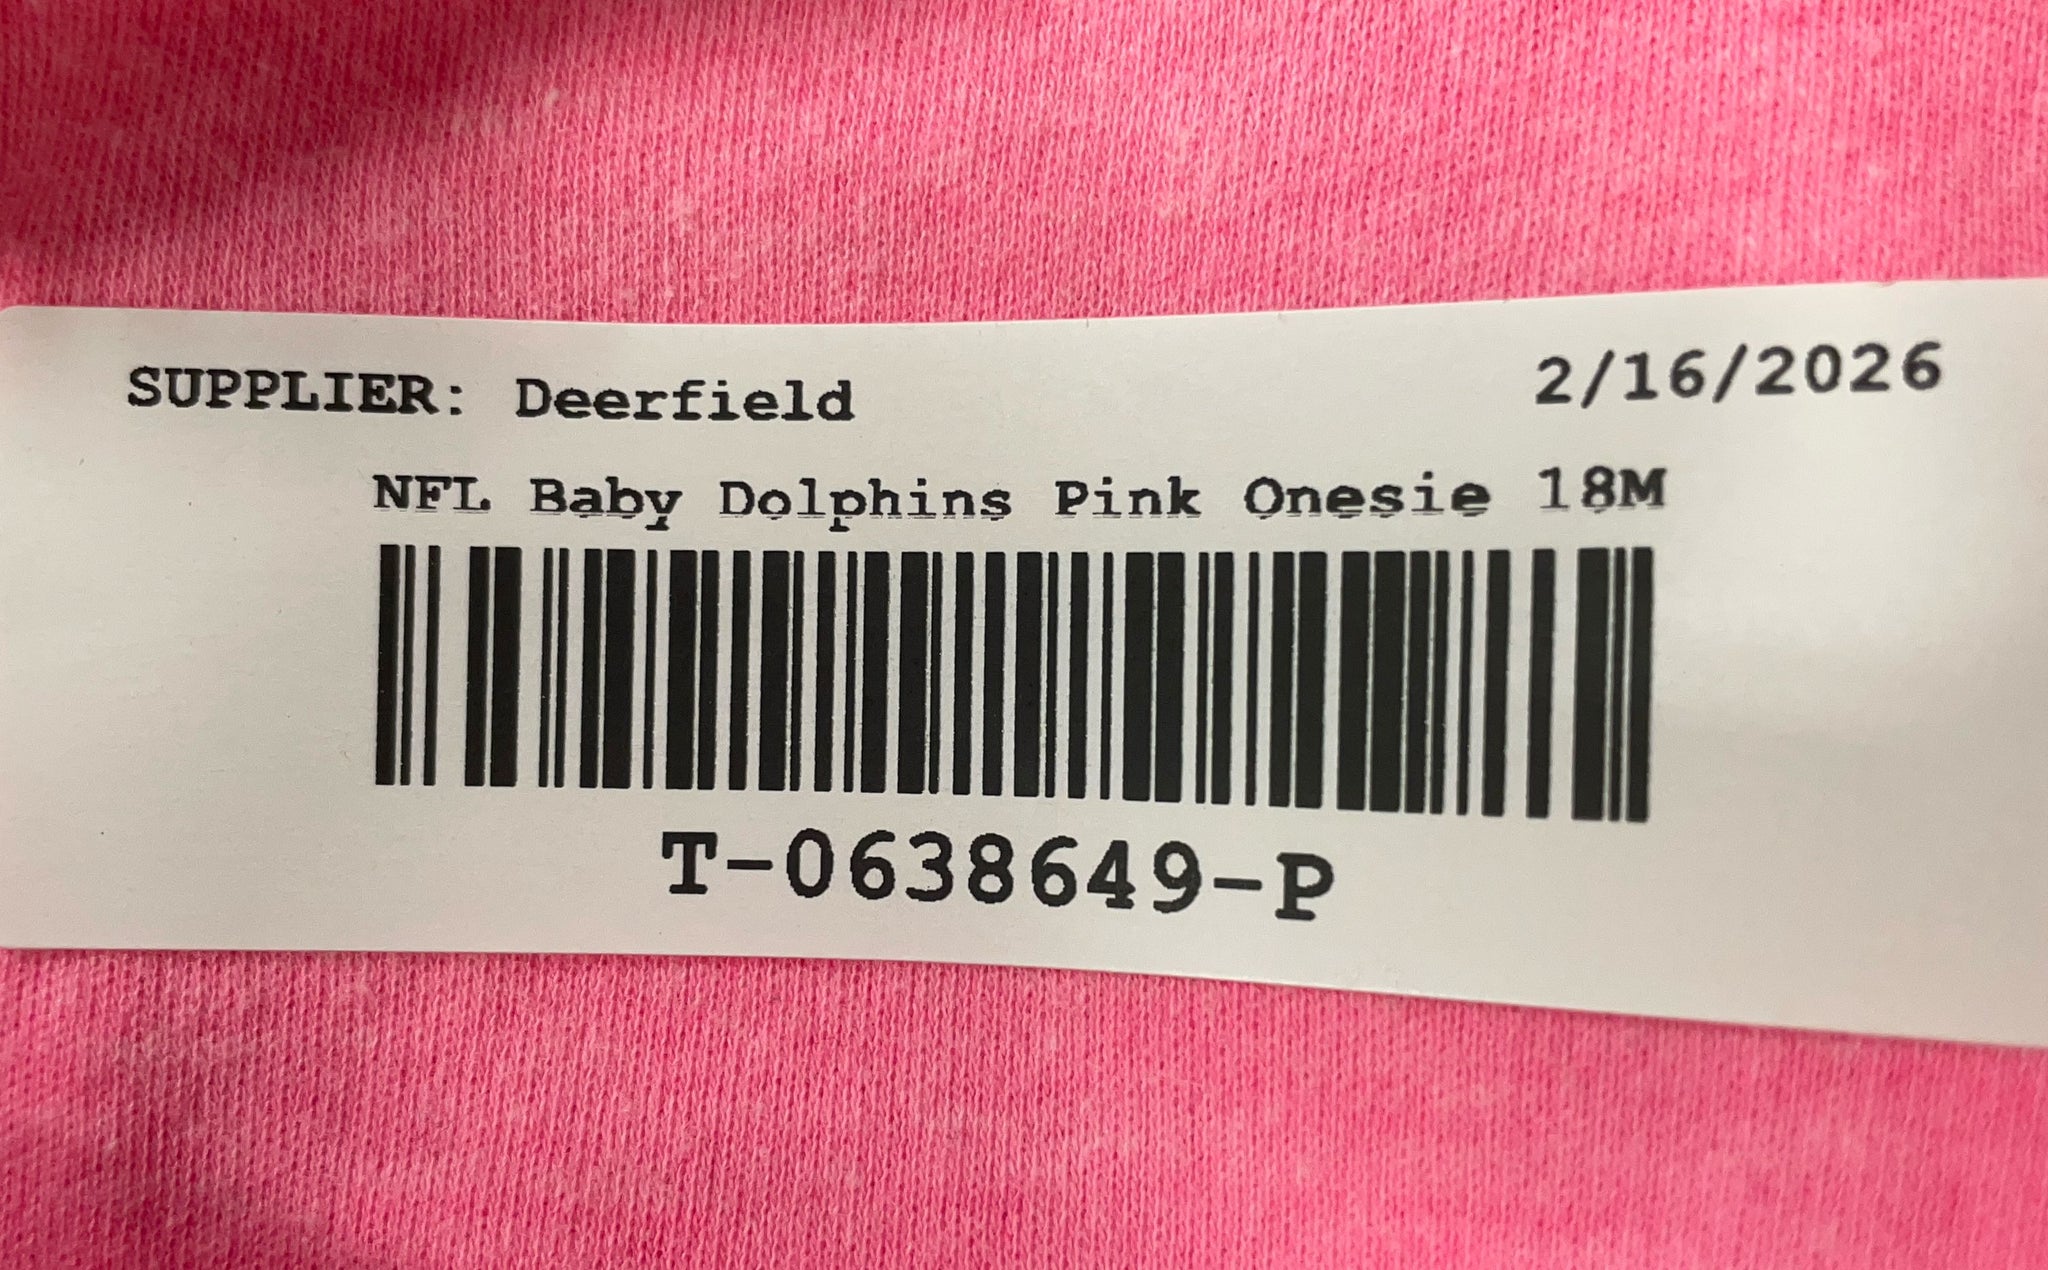 SUPPLIER: Deerfield 2/16/2026
NFL Baby Dolphins Pink Onesie 18M
T-0638649-P